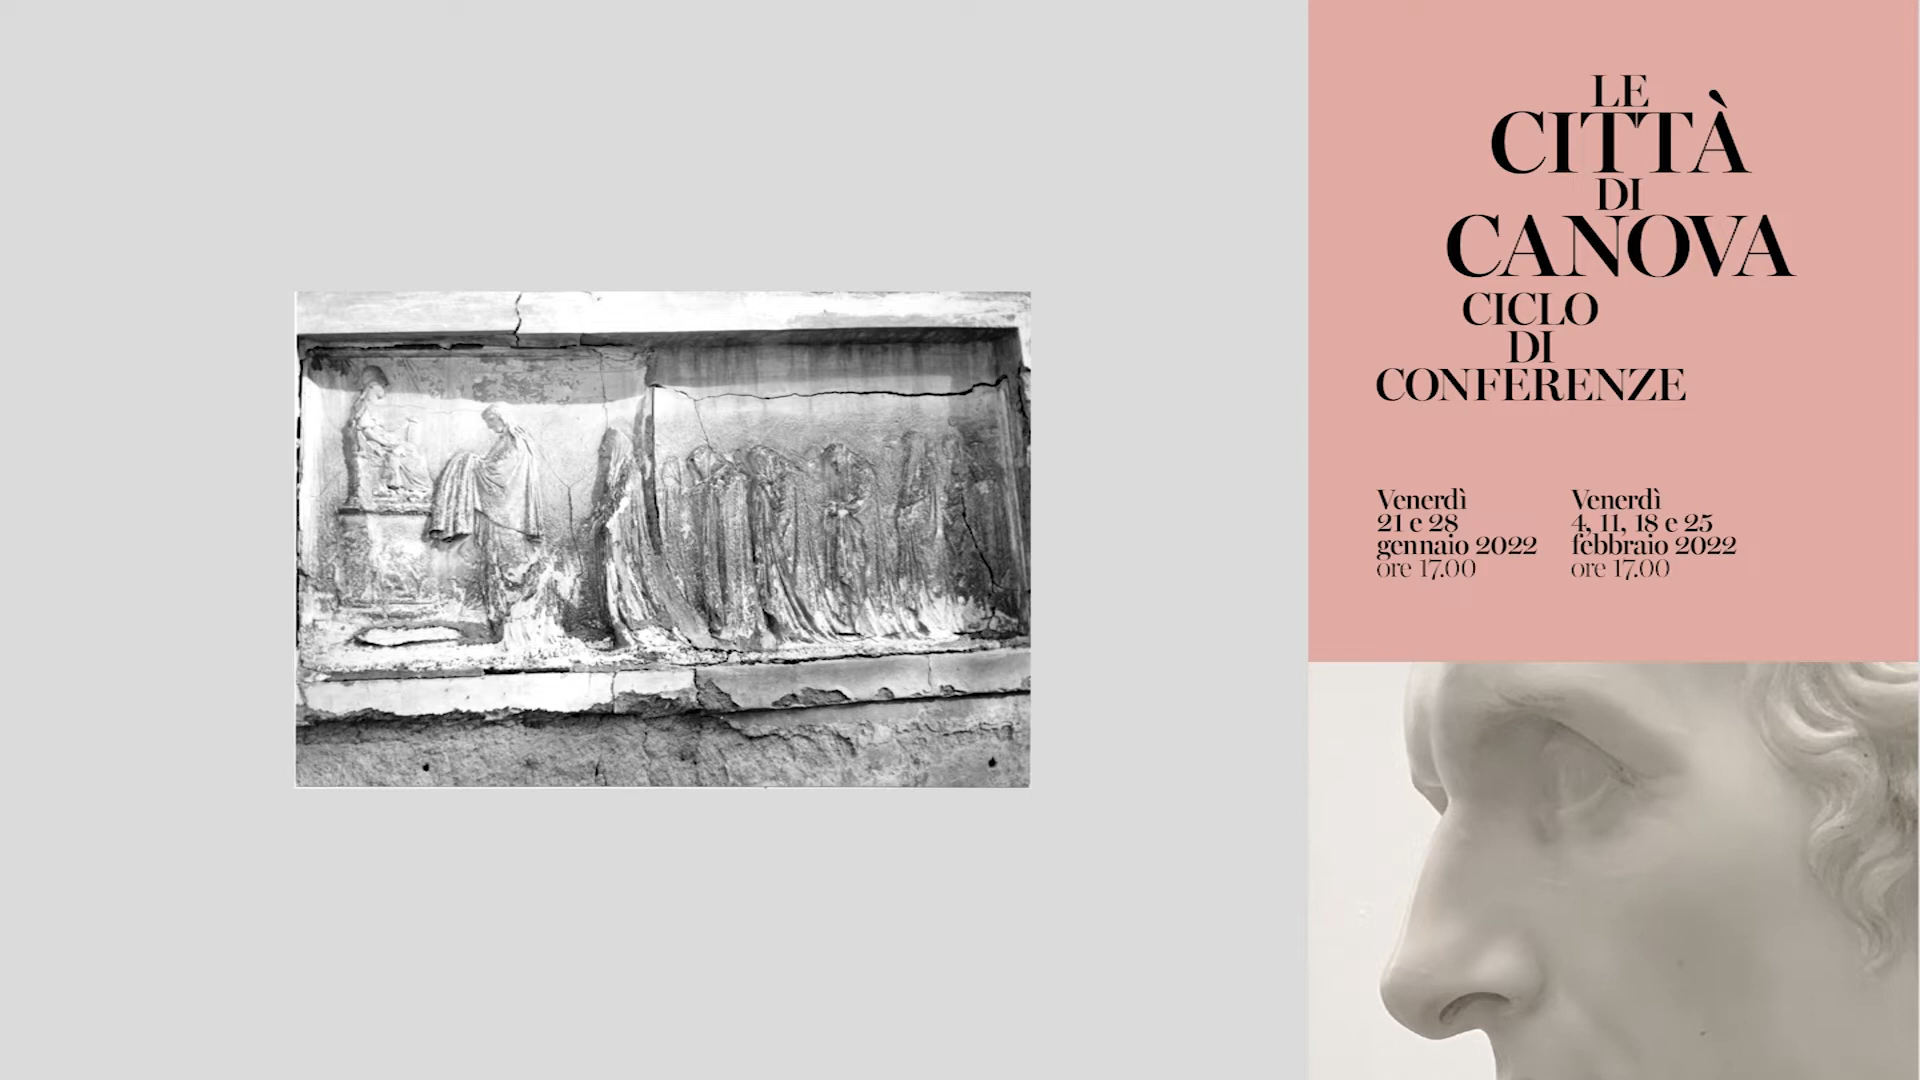 LE
CITTÀ
DI
CANOVA
CICLO
DI
CONFERENZE
Venerdì
21 e 28
gennaio 2022
ore 17.00
Venerdì
4, 11, 18 e 25
febbraio 2022
ore 17.00